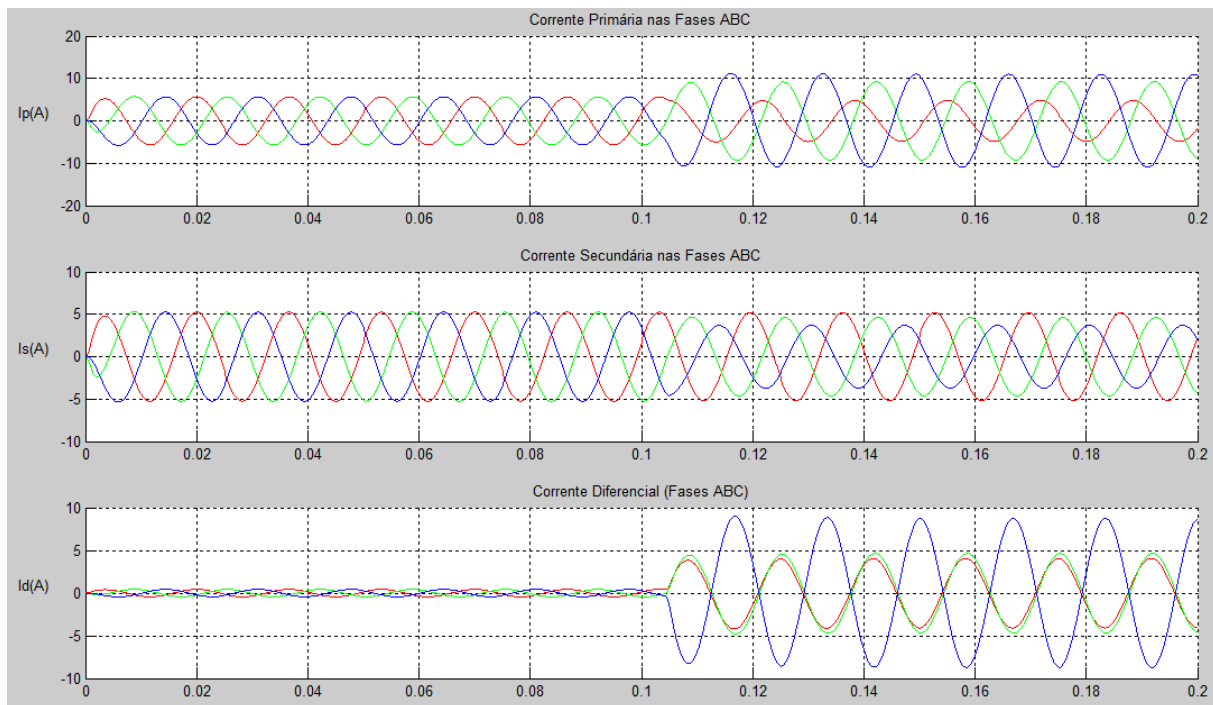 Corrente Primária nas Fases ABC
20
10
Ip(A)
0
-10
-20
0 0.02 0.04 0.06 0.08 0.1 0.12 0.14 0.16 0.18 0.2
Corrente Secundária nas Fases ABC
10
5
Is(A)
0
-5
-10
0 0.02 0.04 0.06 0.08 0.1 0.12 0.14 0.16 0.18 0.2
Corrente Diferencial (Fases ABC)
10
5
Id(A)
0
-5
-10
0 0.02 0.04 0.06 0.08 0.1 0.12 0.14 0.16 0.18 0.2